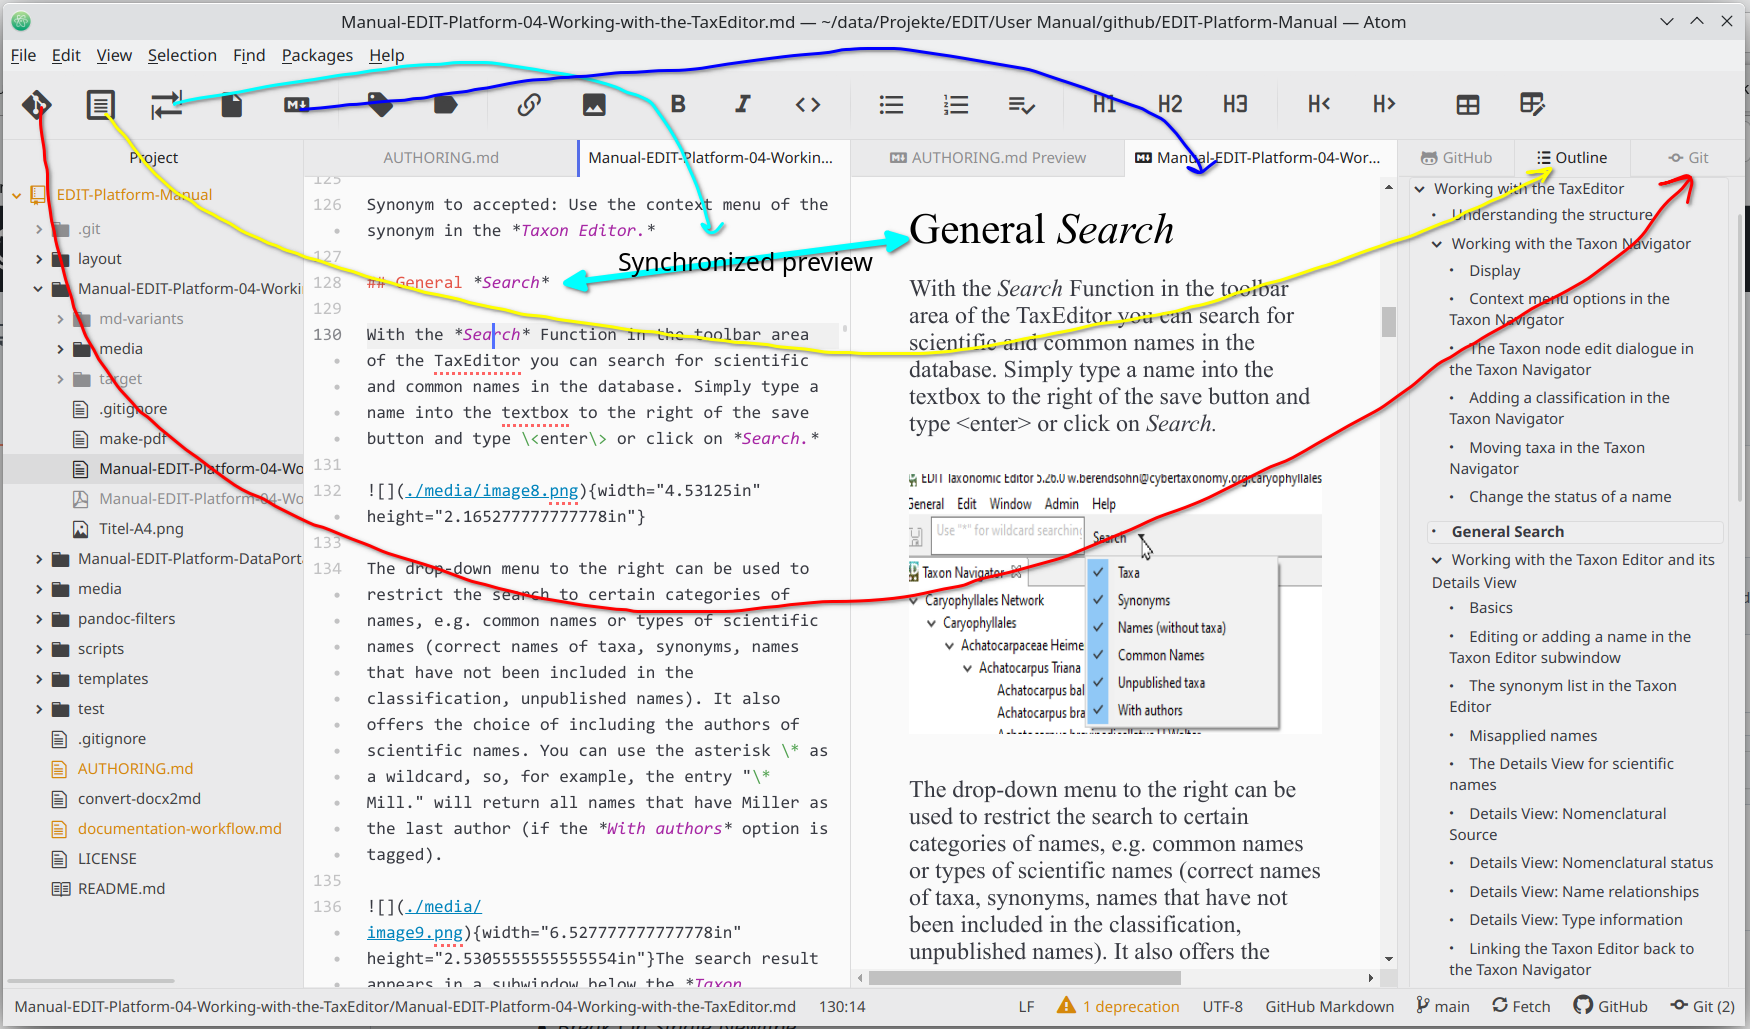 Manual-EDIT-Platform-04-Working-with-the-TaxEditor.md — ~/data/Projekte/EDIT/User Manual/github/EDIT-Platform-Manual — Atom
File Edit View Selection Find Packages Help
M↓ B I <> H1 H2 H3 H< H>
Project
EDIT-Platform-Manual
.git
layout
Manual-EDIT-Platform-04-Worki
md-variants
media
target
.gitignore
make-pdf
Manual-EDIT-Platform-04-Wo
Manual-EDIT-Platform-04-Wo
Titel-A4.png
Manual-EDIT-Platform-DataPort
media
pandoc-filters
scripts
templates
test
.gitignore
AUTHORING.md
convert-docx2md
documentation-workflow.md
LICENSE
README.md
AUTHORING.md
Manual-EDIT-Platform-04-Workin...
125
126 Synonym to accepted: Use the context menu of the
synonym in the *Taxon Editor.*
127
Synchronized preview
128 ## General *Search*
129
130 With the *Search* Function in the toolbar area
of the TaxEditor you can search for scientific
and common names in the database. Simply type a
name into the textbox to the right of the save
button and type \<enter\> or click on *Search.*
131
132 ![](./media/image8.png){width="4.53125in"
height="2.165277777777778in"}
133
134 The drop-down menu to the right can be used to
restrict the search to certain categories of
names, e.g. common names or types of scientific
names (correct names of taxa, synonyms, names
that have not been included in the
classification, unpublished names). It also
offers the choice of including the authors of
scientific names. You can use the asterisk \* as
a wildcard, so, for example, the entry "\*
Mill." will return all names that have Miller as
the last author (if the *With authors* option is
tagged).
135
136 ![](./media/
image9.png){width="6.527777777777778in"
height="2.5305555555555554in"}The search result
appears in a subwindow below the *Taxon
AUTHORING.md Preview
Manual-EDIT-Platform-04-Wor...
General Search
With the Search Function in the toolbar
area of the TaxEditor you can search for
scientific and common names in the
database. Simply type a name into the
textbox to the right of the save button and
type <enter> or click on Search.
EDIT Taxonomic Editor 5.26.0 w.berendsohn@cybertaxonomy.org:caryophyllales
General Edit Window Admin Help
Use "*" for wildcard searching Search
Taxon Navigator
Caryophyllales Network
Caryophyllales
Achatocarpaceae Heime
Achatocarpus Triana
Achatocarpus bal
Achatocarpus bra
Taxa
Synonyms
Names (without taxa)
Common Names
Unpublished taxa
With authors
The drop-down menu to the right can be
used to restrict the search to certain
categories of names, e.g. common names
or types of scientific names (correct names
of taxa, synonyms, names that have not
been included in the classification,
unpublished names). It also offers the
GitHub Outline Git
Working with the TaxEditor
Understanding the structure
Working with the Taxon Navigator
Display
Context menu options in the
Taxon Navigator
The Taxon node edit dialogue in
the Taxon Navigator
Adding a classification in the
Taxon Navigator
Moving taxa in the Taxon
Navigator
Change the status of a name
General Search
Working with the Taxon Editor and its
Details View
Basics
Editing or adding a name in the
Taxon Editor subwindow
The synonym list in the Taxon
Editor
Misapplied names
The Details View for scientific
names
Details View: Nomenclatural
Source
Details View: Nomenclatural status
Details View: Name relationships
Details View: Type information
Linking the Taxon Editor back to
the Taxon Navigator
Manual-EDIT-Platform-04-Working-with-the-TaxEditor/Manual-EDIT-Platform-04-Working-with-the-TaxEditor.md 130:14 LF 1 deprecation UTF-8 GitHub Markdown main Fetch GitHub Git (2)